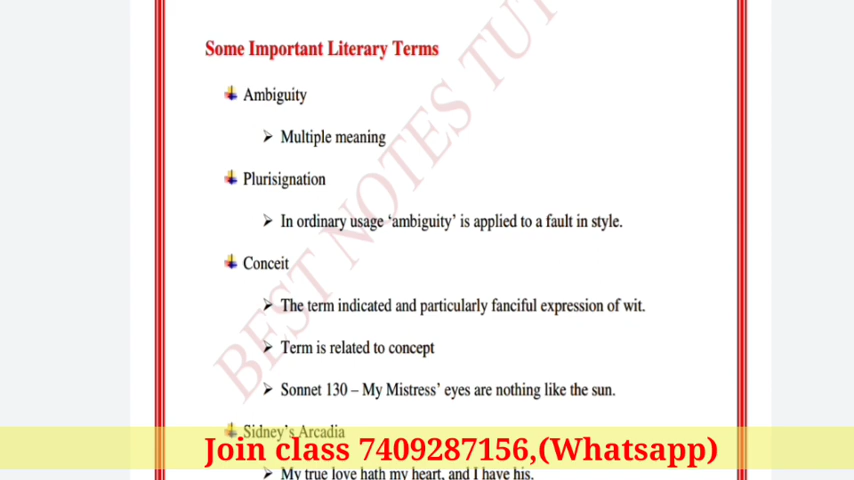 Some Important Literary Terms
Ambiguity
Multiple meaning
Plurisignation
In ordinary usage ‘ambiguity’ is applied to a fault in style.
Conceit
The term indicated and particularly fanciful expression of wit.
Term is related to concept
Sonnet 130 – My Mistress’ eyes are nothing like the sun.
Sidney’s Arcadia
Join class 7409287156,(Whatsapp)
My true love hath my heart, and I have his.
BEST NOTES TUT